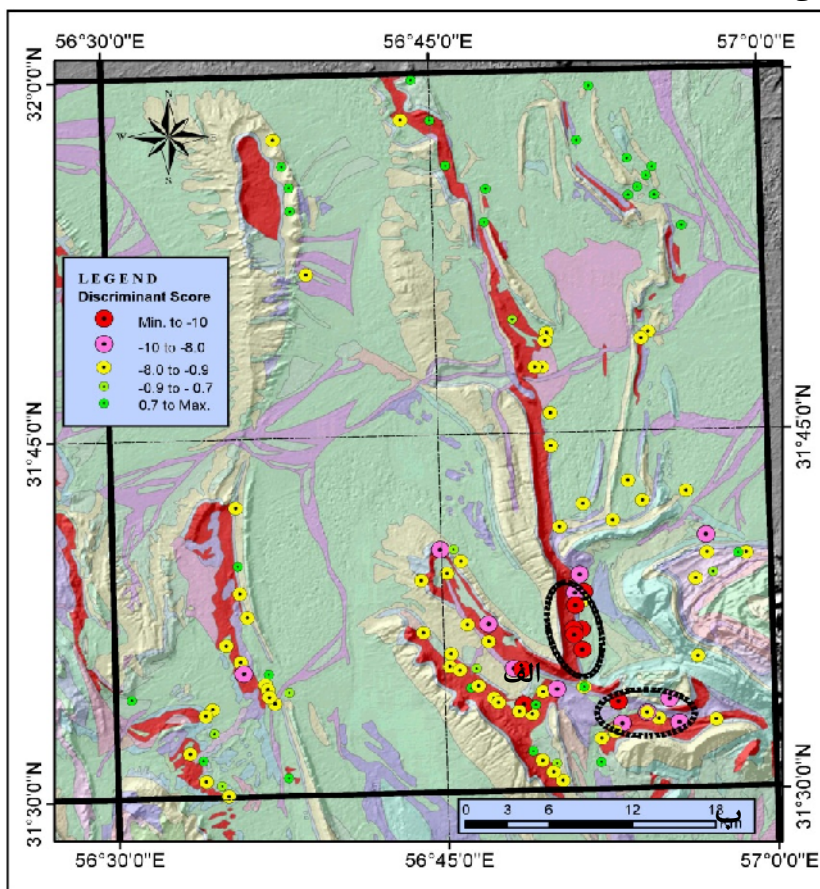 56°30'0"E 56°45'0"E 57°0'0"E
32°0'0"N
N
W
S
LEGEND
Discriminant Score
Min. to -10
-10 to -8.0
-8.0 to -0.9
-0.9 to - 0.7
0.7 to Max.
31°45'0"N 31°45'0"N
الف
31°30'0"N 31°30'0"N
0 3 6 12 18
ب
56°30'0"E 56°45'0"E 57°0'0"E